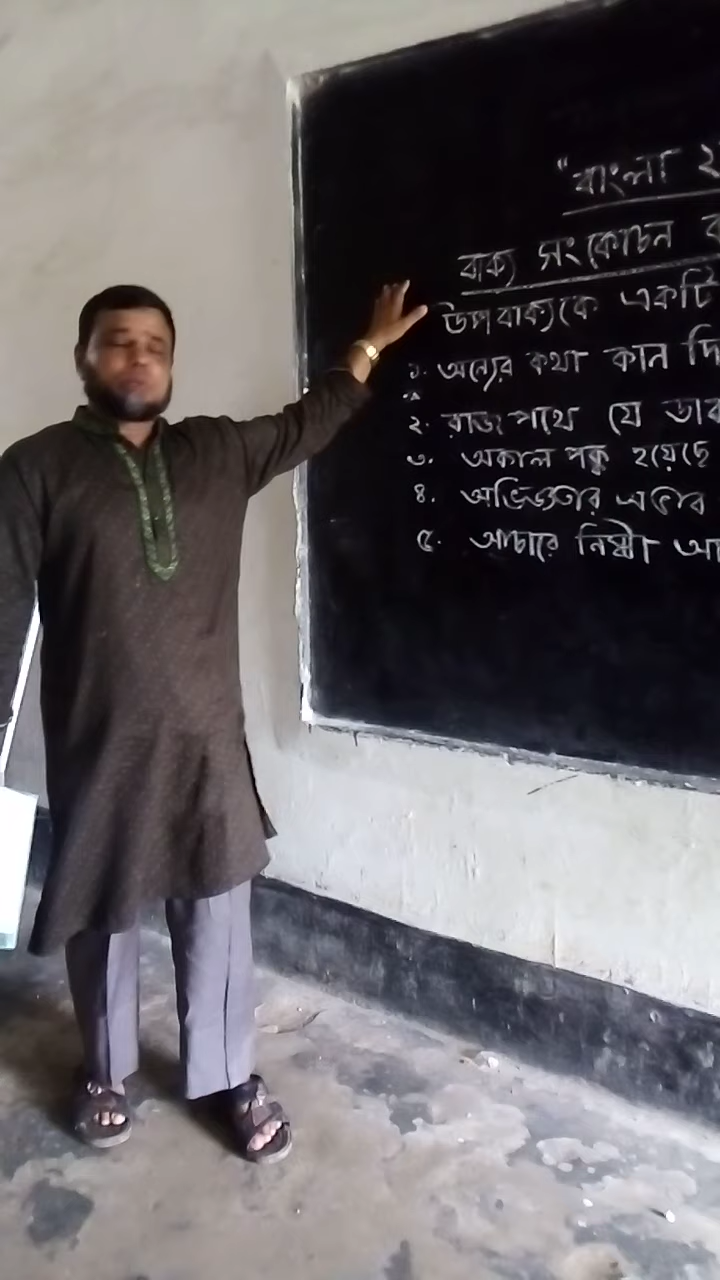 "বাংলা ২
বাক্য সংকোচন ব
উপবাক্যকে একটি
১. অন্যের কথা কান দি
২. রাজপথে যে ডাব
৩. অকাল পক্ক হয়েছে
৪. অভিজ্ঞতার অভাব
৫. আচারে নিষ্ঠা আ